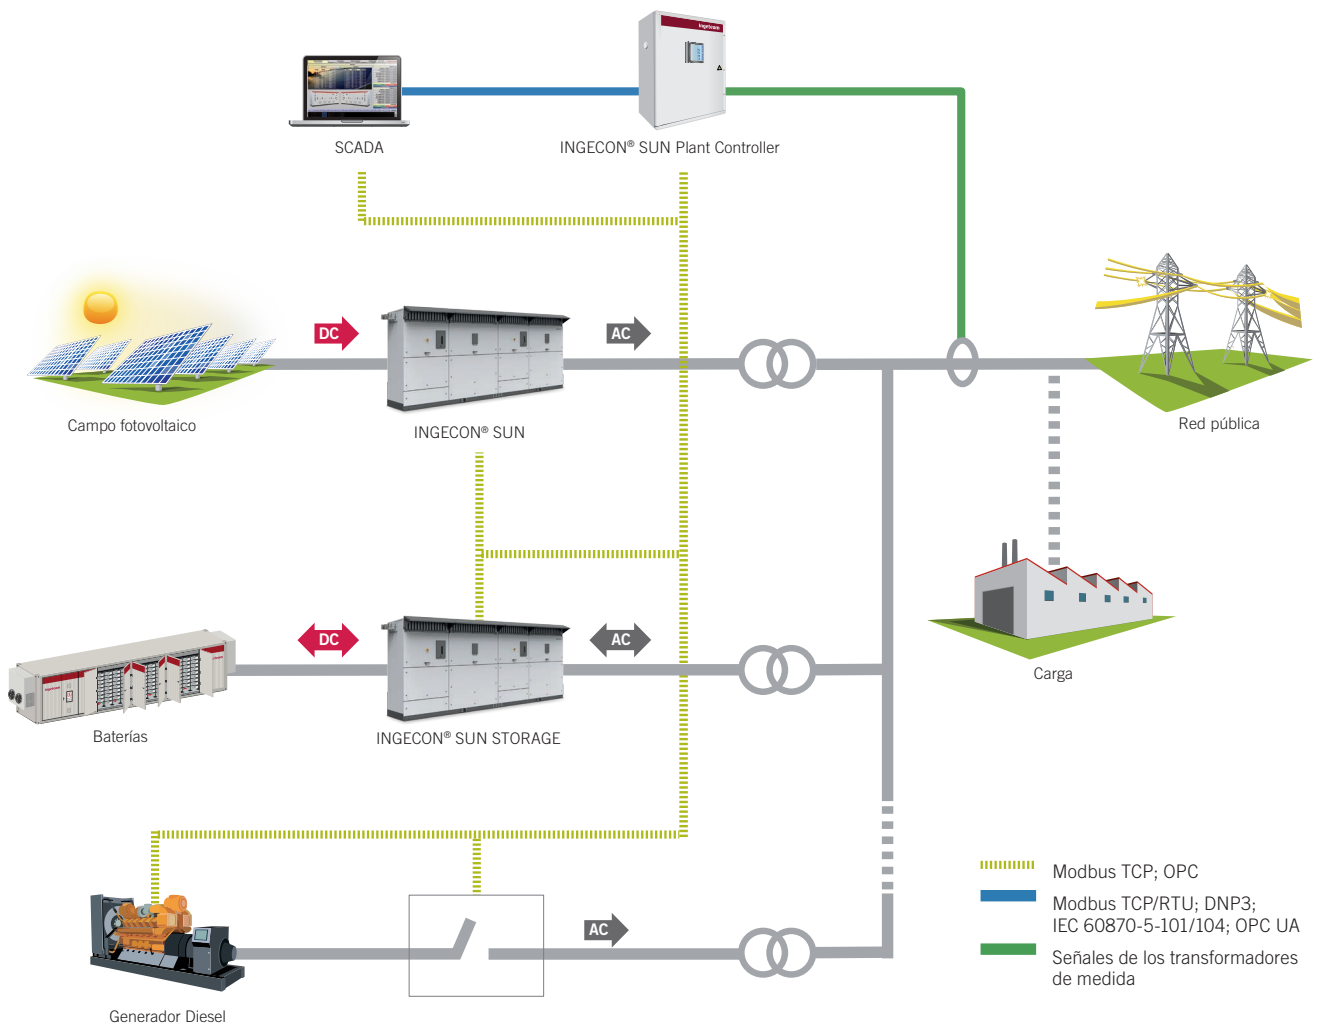 Ingeteam
SCADA
INGECON® SUN Plant Controller
DC
AC
Campo fotovoltaico
INGECON® SUN
Red pública
DC
AC
Carga
Baterías
INGECON® SUN STORAGE
AC
Generador Diesel
Modbus TCP; OPC
Modbus TCP/RTU; DNP3;
IEC 60870-5-101/104; OPC UA
Señales de los transformadores
de medida